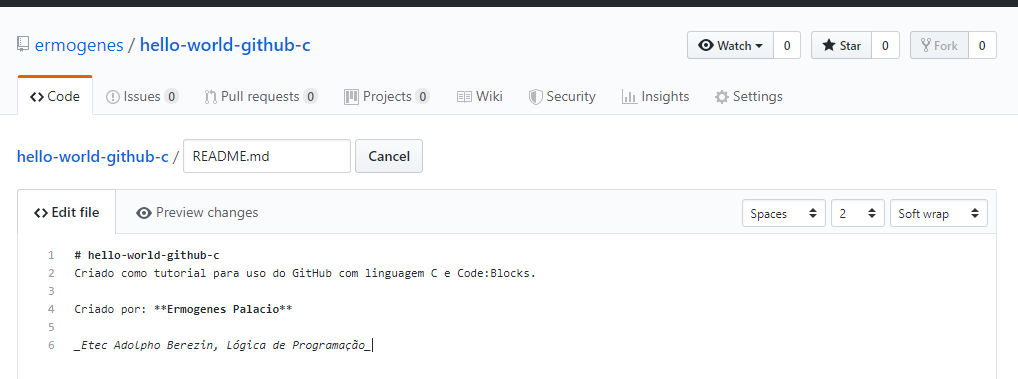 ermogenes / hello-world-github-c
Watch 0 Star 0 Fork 0
Code Issues 0 Pull requests 0 Projects 0 Wiki Security Insights Settings
hello-world-github-c / README.md Cancel
Edit file Preview changes Spaces 2 Soft wrap
1 # hello-world-github-c
2 Criado como tutorial para uso do GitHub com linguagem C e Code:Blocks.
3
4 Criado por: **Ermogenes Palacio**
5
6 _Etec Adolpho Berezin, Lógica de Programação_